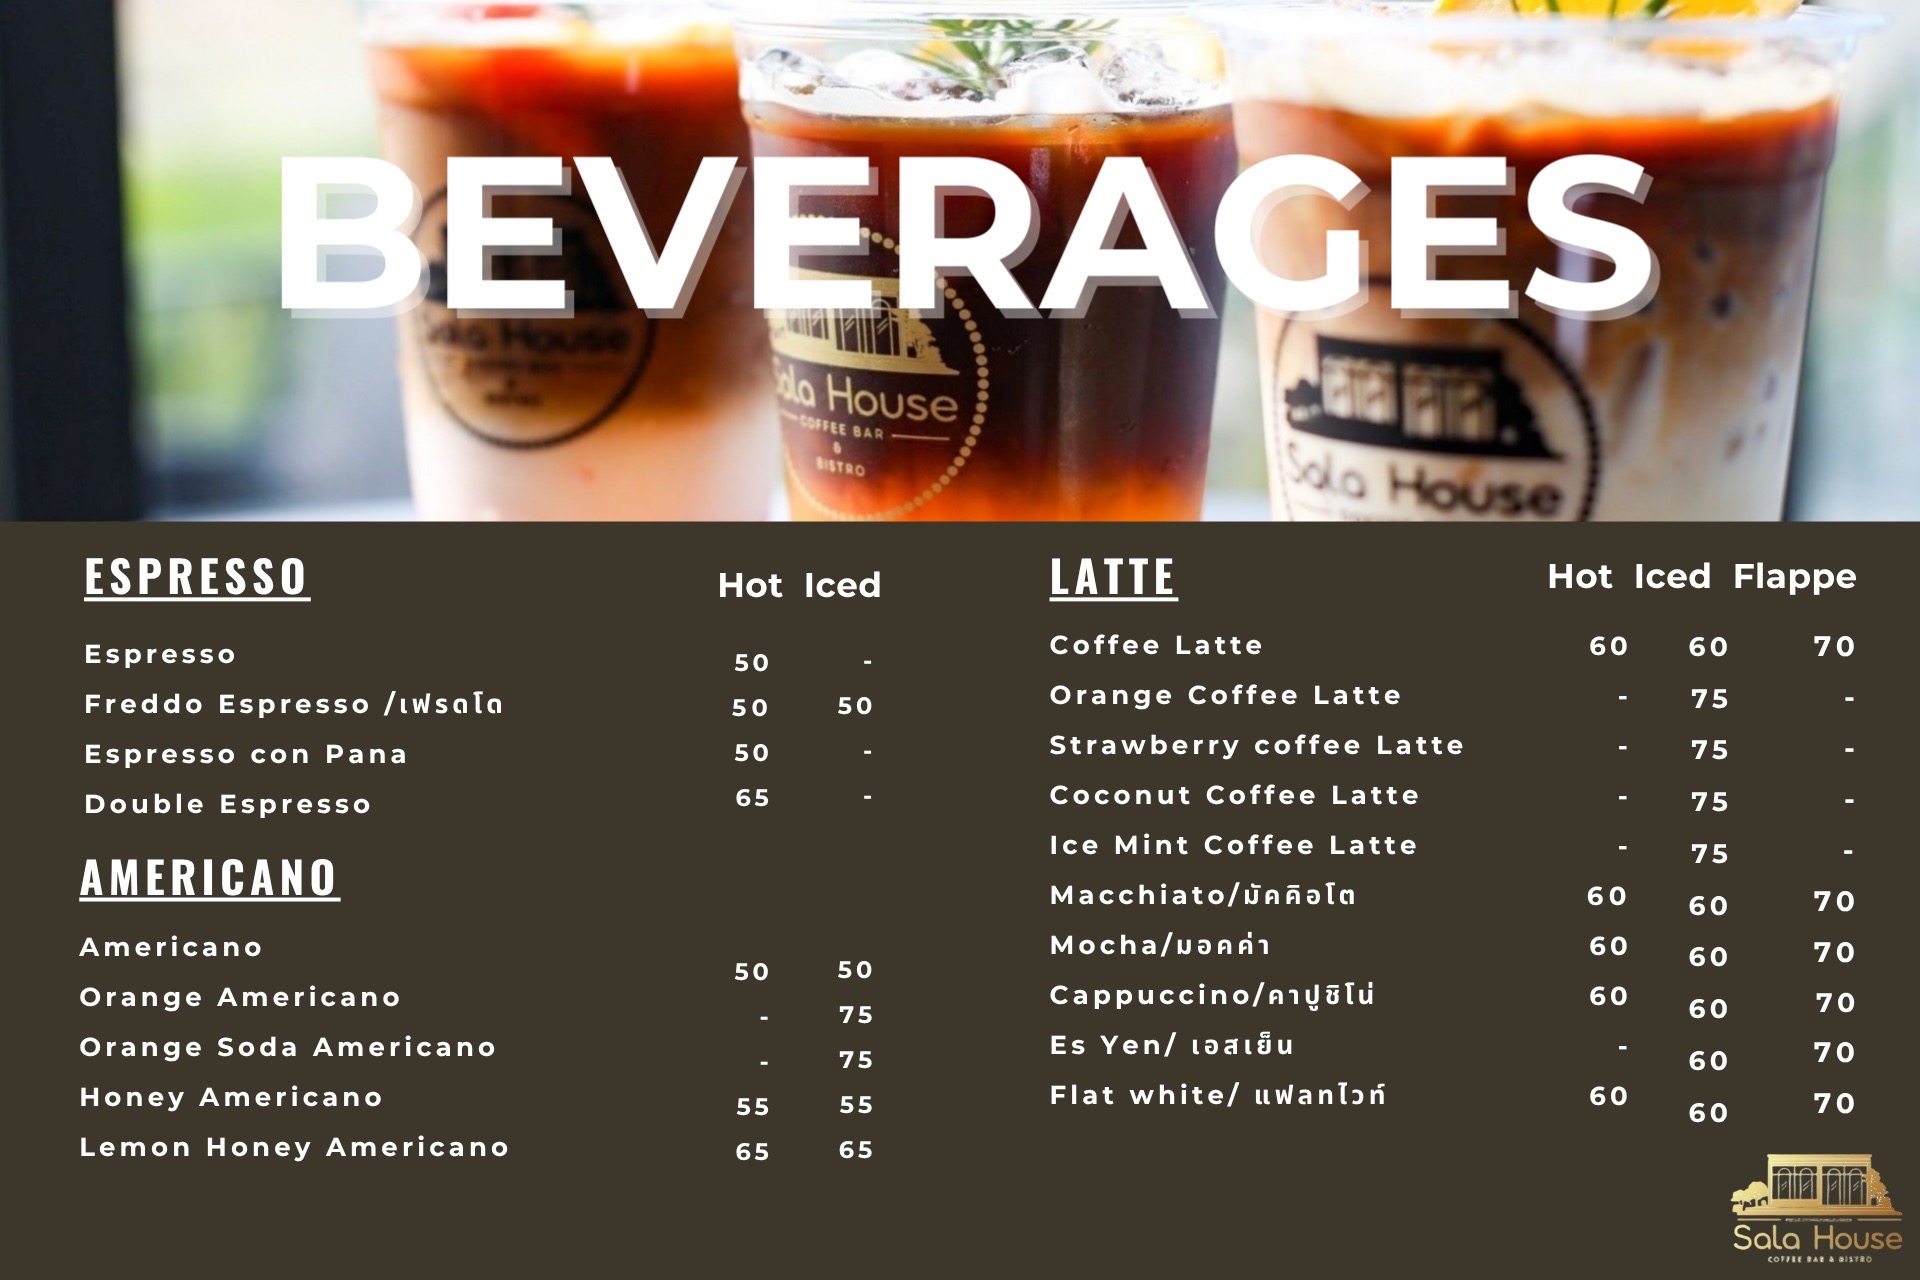 BEVERAGES
Sala House
Sala House
COFFEE BAR
&
BISTRO
Sala House
ESPRESSO Hot Iced
Espresso 50 -
Freddo Espresso /เฟรดโด 50 50
Espresso con Pana 50 -
Double Espresso 65 -
AMERICANO
Americano 50 50
Orange Americano - 75
Orange Soda Americano - 75
Honey Americano 55 55
Lemon Honey Americano 65 65
LATTE Hot Iced Flappe
Coffee Latte 60 60 70
Orange Coffee Latte - 75 -
Strawberry coffee Latte - 75 -
Coconut Coffee Latte - 75 -
Ice Mint Coffee Latte - 75 -
Macchiato/มัคคิอโต 60 60 70
Mocha/มอคค่า 60 60 70
Cappuccino/คาปูชิโน่ 60 60 70
Es Yen/ เอสเย็น - 60 70
Flat white/ แฟลทไวท์ 60 60 70
Sala House
COFFEE BAR & BISTRO